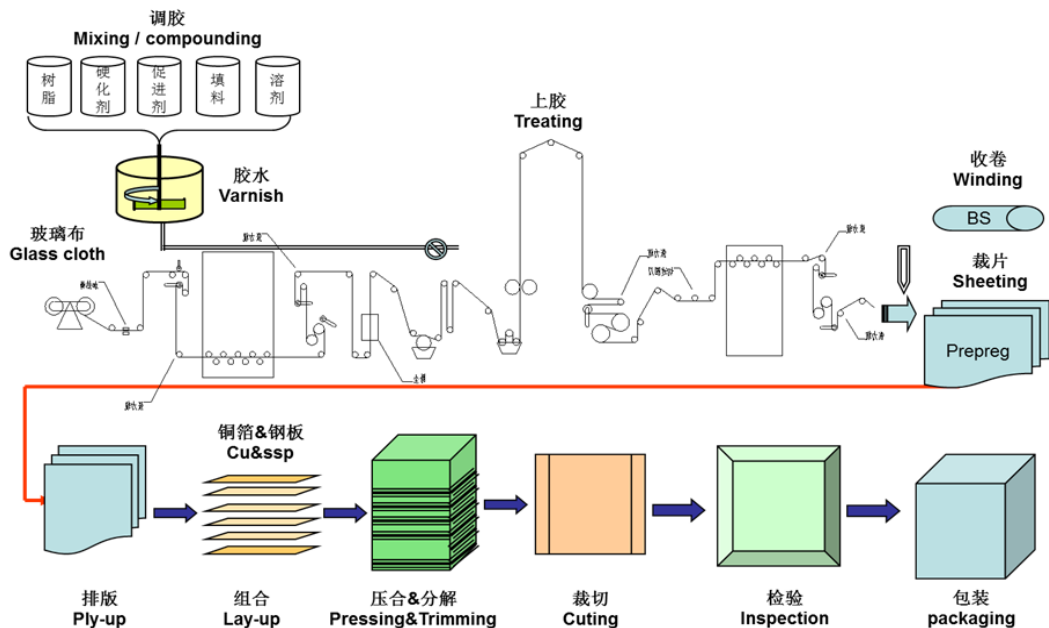 调胶
Mixing / compounding
树脂
硬化剂
促进剂
填料
溶剂
胶水
Varnish
上胶
Treating
收卷
Winding
BS
玻璃布
Glass cloth
裁片
Sheeting
Prepreg
铜箔&钢板
Cu&ssp
排版
Ply-up
组合
Lay-up
压合&分解
Pressing&Trimming
裁切
Cuting
检验
Inspection
包装
packaging